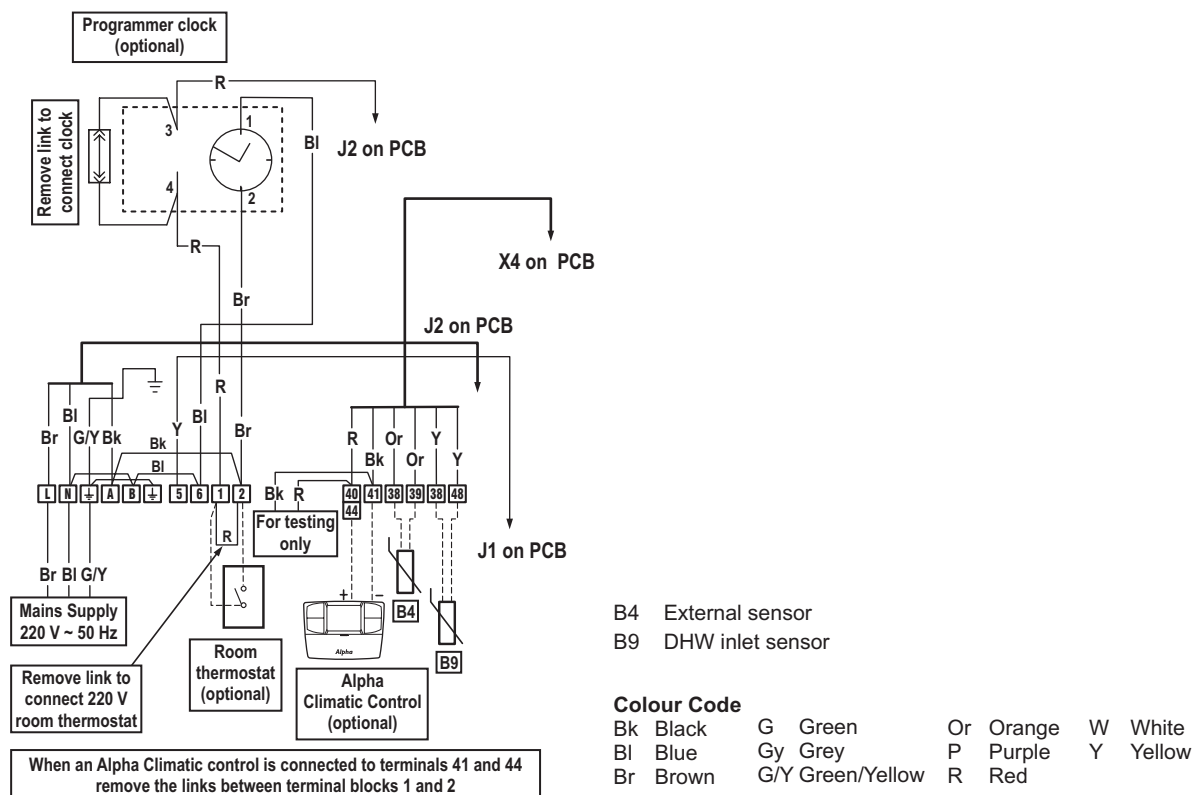 Programmer clock
(optional)
R
Remove link to
connect clock
3
1
Bl
J2 on PCB
4
2
R
X4 on PCB
Br
J2 on PCB
R
Bl
Bl
Br
G/Y
Bk
Y
Br
R
Or
Y
Bk
Bk
Or
Y
Bl
L
N
A
B
5
6
1
2
Bk
R
40
41
38
39
38
48
44
For testing
only
R
J1 on PCB
Br
Bl
G/Y
Mains Supply
220 V ~ 50 Hz
+
–
B4
Alpha
B9
Room
thermostat
(optional)
Remove link to
connect 220 V
room thermostat
Alpha
Climatic Control
(optional)
When an Alpha Climatic control is connected to terminals 41 and 44
remove the links between terminal blocks 1 and 2
B4 External sensor
B9 DHW inlet sensor
Colour Code
Bk Black G Green Or Orange W White
Bl Blue Gy Grey P Purple Y Yellow
Br Brown G/Y Green/Yellow R Red